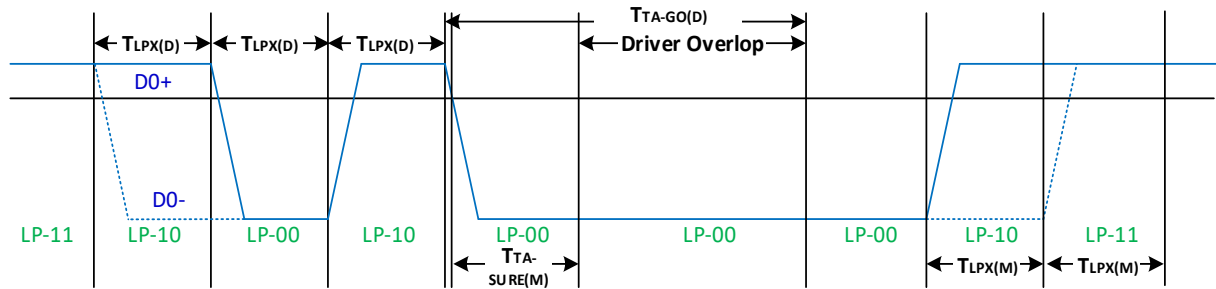 TTA-GO(D)
TLPX(D) TLPX(D) TLPX(D) Driver Overlop
D0+
D0-
LP-11 LP-10 LP-00 LP-10 LP-00 LP-00 LP-00 LP-10 LP-11
TTA-
SURE(M)
TLPX(M) TLPX(M)